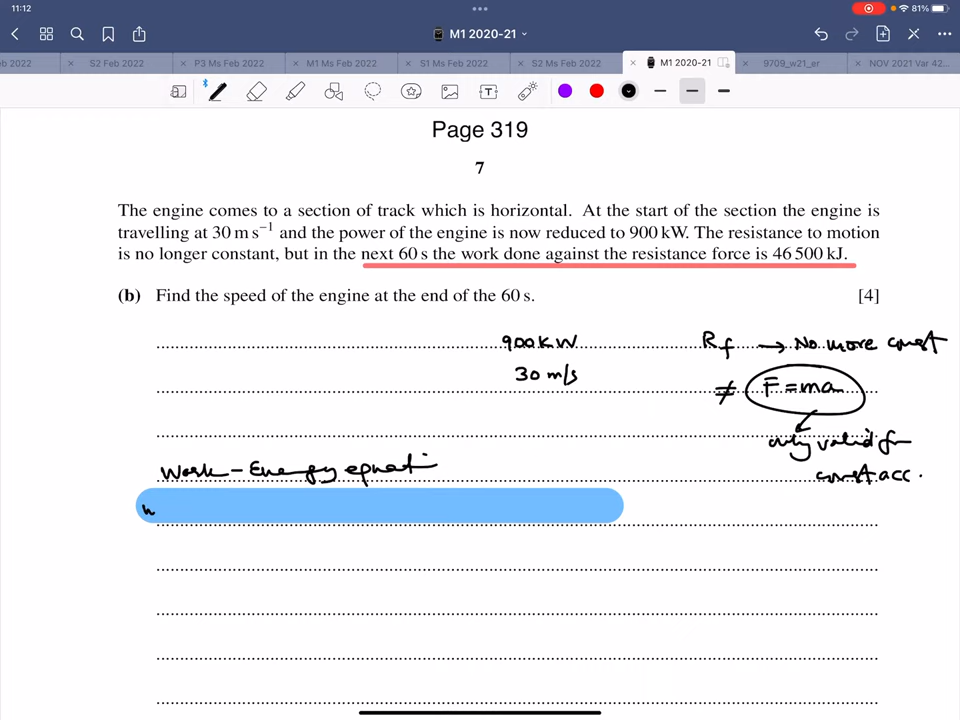 11:12
81%
M1 2020-21
eb 2022
S2 Feb 2022
P3 Ms Feb 2022
M1 Ms Feb 2022
S1 Ms Feb 2022
S2 Ms Feb 2022
M1 2020-21
9709_w21_er
NOV 2021 Var 42...
Page 319
7
The engine comes to a section of track which is horizontal. At the start of the section the engine is
travelling at 30 m s⁻¹ and the power of the engine is now reduced to 900 kW. The resistance to motion
is no longer constant, but in the next 60 s the work done against the resistance force is 46 500 kJ.
(b) Find the speed of the engine at the end of the 60 s. [4]
900KW
Rf → No more const
30 m/s
≠ F=ma
only valid for
const acc.
Work-Energy equati